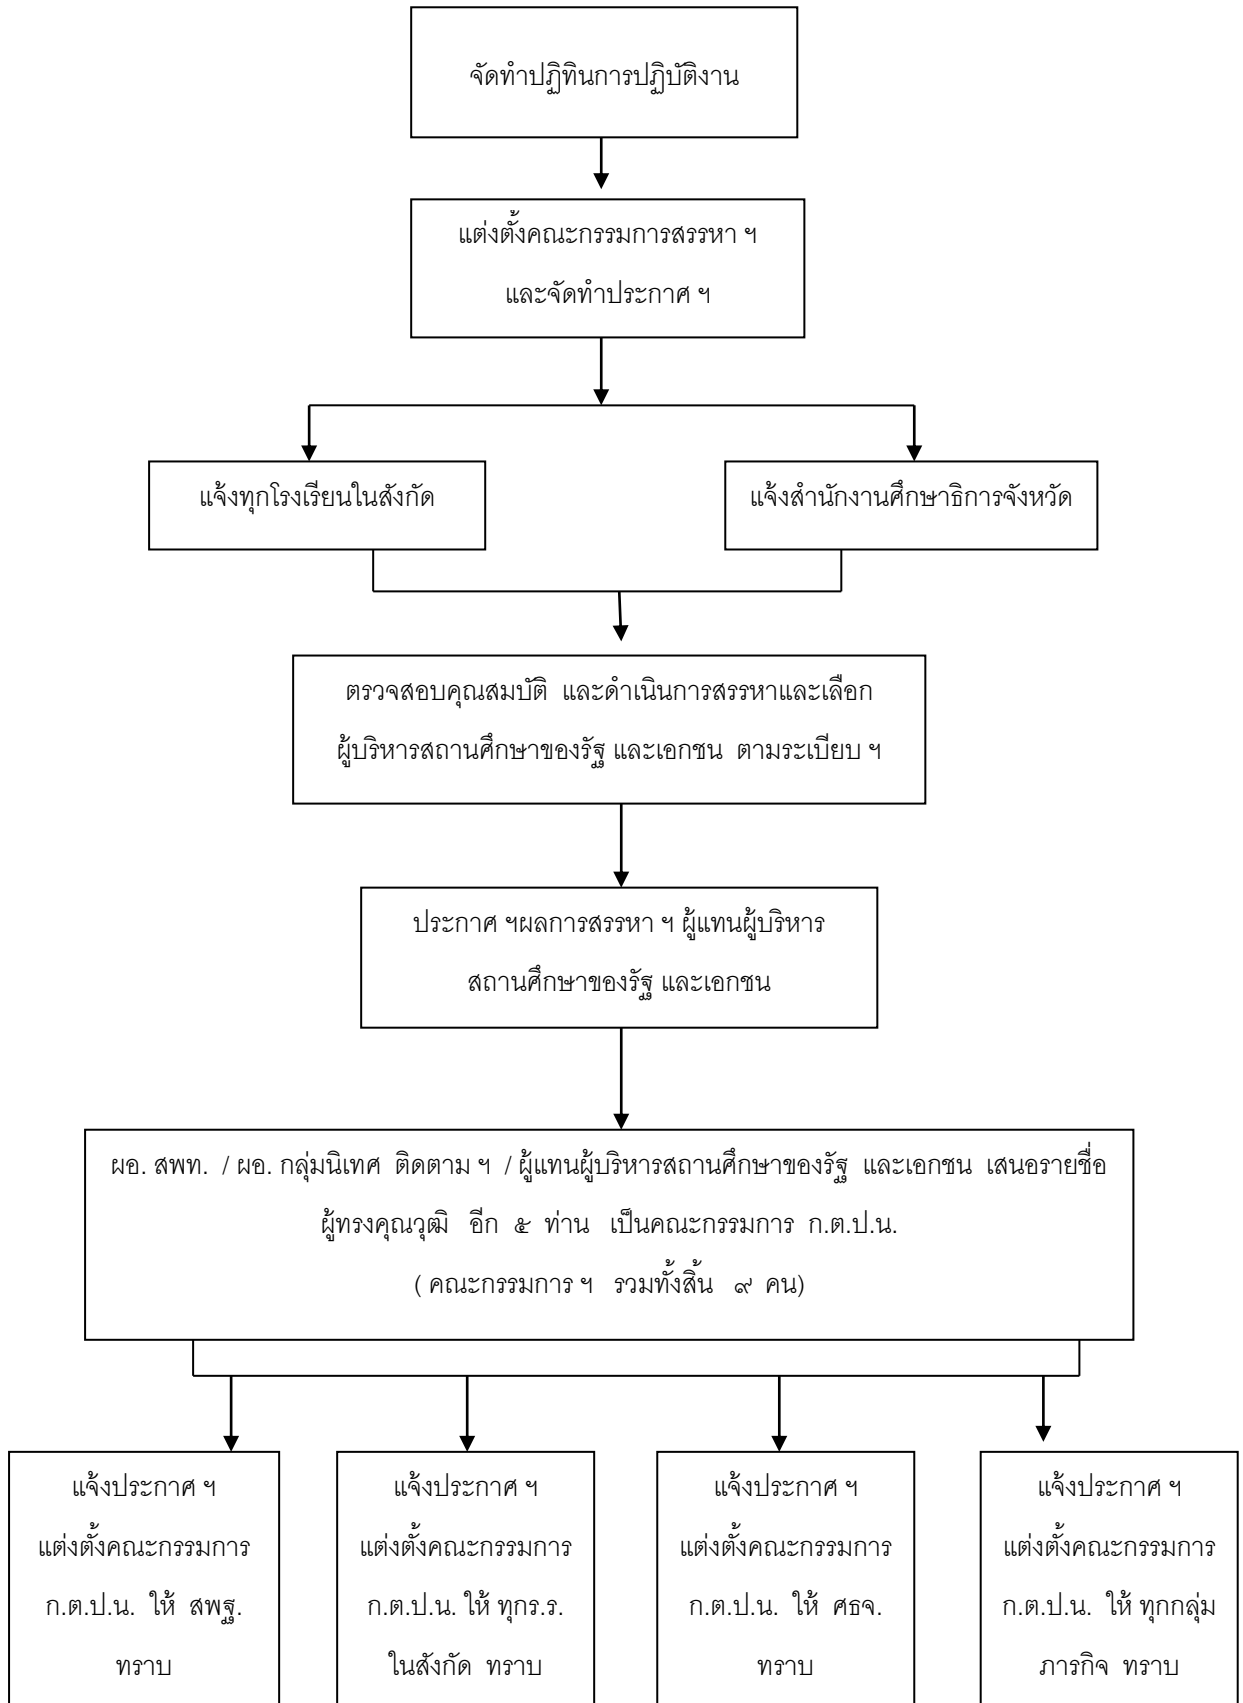 จัดทำปฏิทินการปฏิบัติงาน
แต่งตั้งคณะกรรมการสรรหา ฯ
และจัดทำประกาศ ฯ
แจ้งทุกโรงเรียนในสังกัด
แจ้งสำนักงานศึกษาธิการจังหวัด
ตรวจสอบคุณสมบัติ และดำเนินการสรรหาและเลือก
ผู้บริหารสถานศึกษาของรัฐ และเอกชน ตามระเบียบ ฯ
ประกาศ ฯผลการสรรหา ฯ ผู้แทนผู้บริหาร
สถานศึกษาของรัฐ และเอกชน
ผอ. สพท. / ผอ. กลุ่มนิเทศ ติดตาม ฯ / ผู้แทนผู้บริหารสถานศึกษาของรัฐ และเอกชน เสนอรายชื่อ
ผู้ทรงคุณวุฒิ อีก ๕ ท่าน เป็นคณะกรรมการ ก.ต.ป.น.
( คณะกรรมการ ฯ รวมทั้งสิ้น ๙ คน)
แจ้งประกาศ ฯ
แต่งตั้งคณะกรรมการ
ก.ต.ป.น. ให้ สพฐ.
ทราบ
แจ้งประกาศ ฯ
แต่งตั้งคณะกรรมการ
ก.ต.ป.น. ให้ ทุกร.ร.
ในสังกัด ทราบ
แจ้งประกาศ ฯ
แต่งตั้งคณะกรรมการ
ก.ต.ป.น. ให้ ศธจ.
ทราบ
แจ้งประกาศ ฯ
แต่งตั้งคณะกรรมการ
ก.ต.ป.น. ให้ ทุกกลุ่ม
ภารกิจ ทราบ